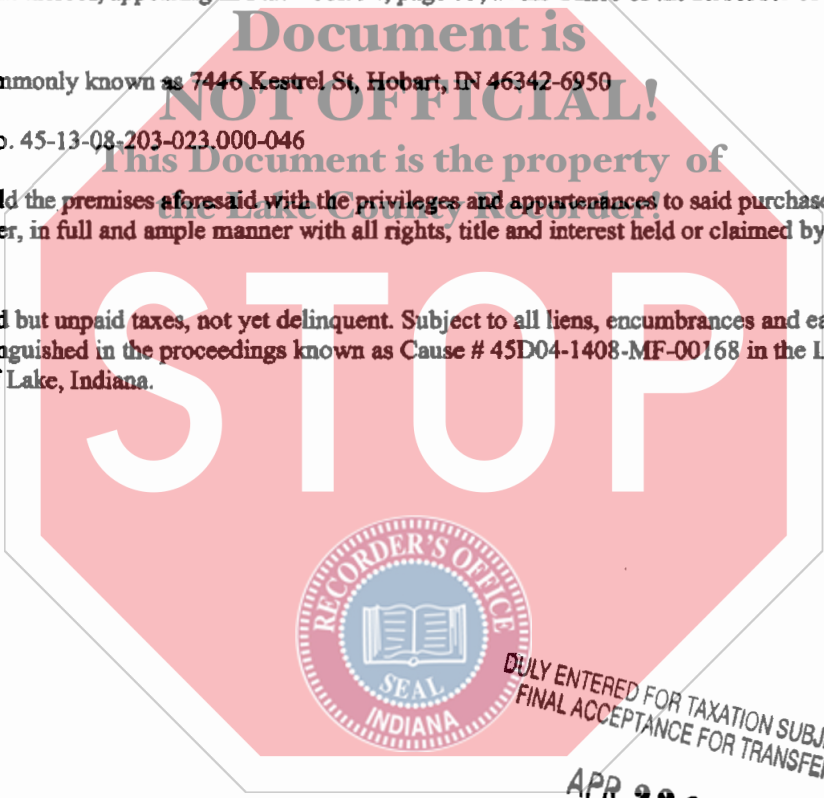 Document is
mmonly known as 7446 Kestrel St, Hobart, IN 46342-6950
NOT OFFICIAL!
o. 45-13-08-203-023.000-046
This Document is the property of
the Lake County Recorder!
ld the premises aforesaid with the privileges and appurtenances to said purchase
er, in full and ample manner with all rights, title and interest held or claimed by
d but unpaid taxes, not yet delinquent. Subject to all liens, encumbrances and ea
nguished in the proceedings known as Cause # 45D04-1408-MF-00168 in the L
Lake, Indiana.
STOP
RECORDER'S OFFICE
SEAL
INDIANA
DULY ENTERED FOR TAXATION SUBJ
FINAL ACCEPTANCE FOR TRANSFE
APR